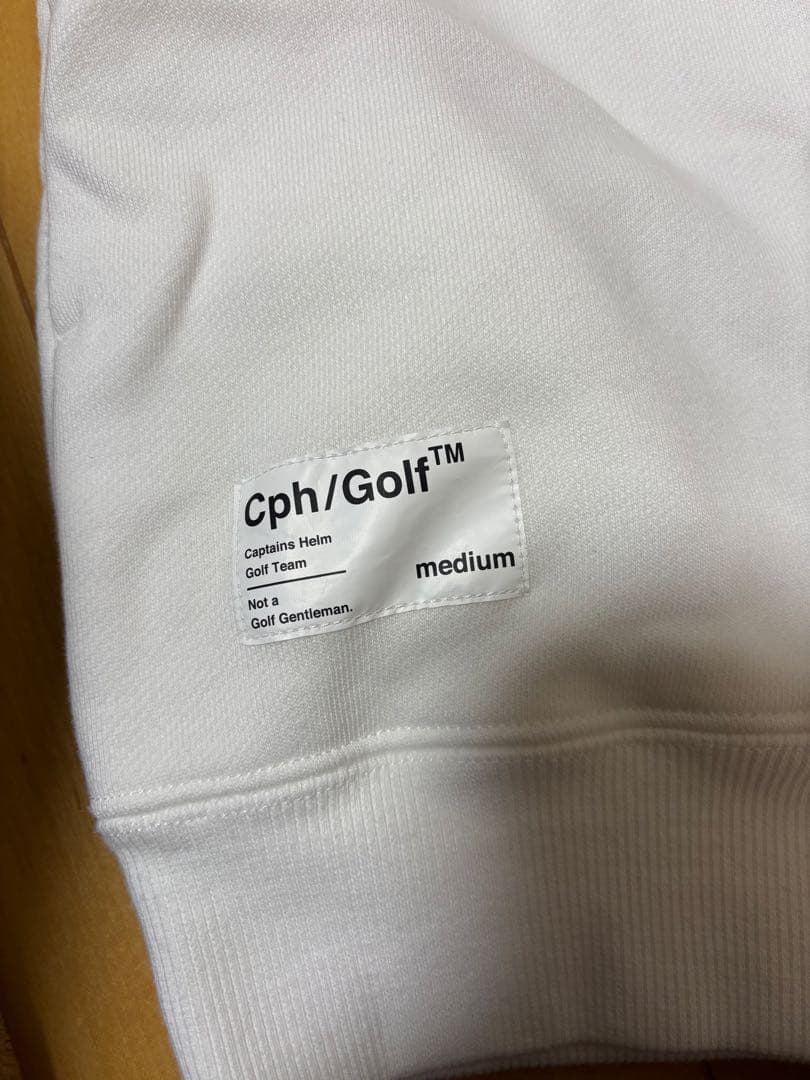 Cph/Golf™
Captains Helm
Golf Team
medium
Not a
Golf Gentleman.